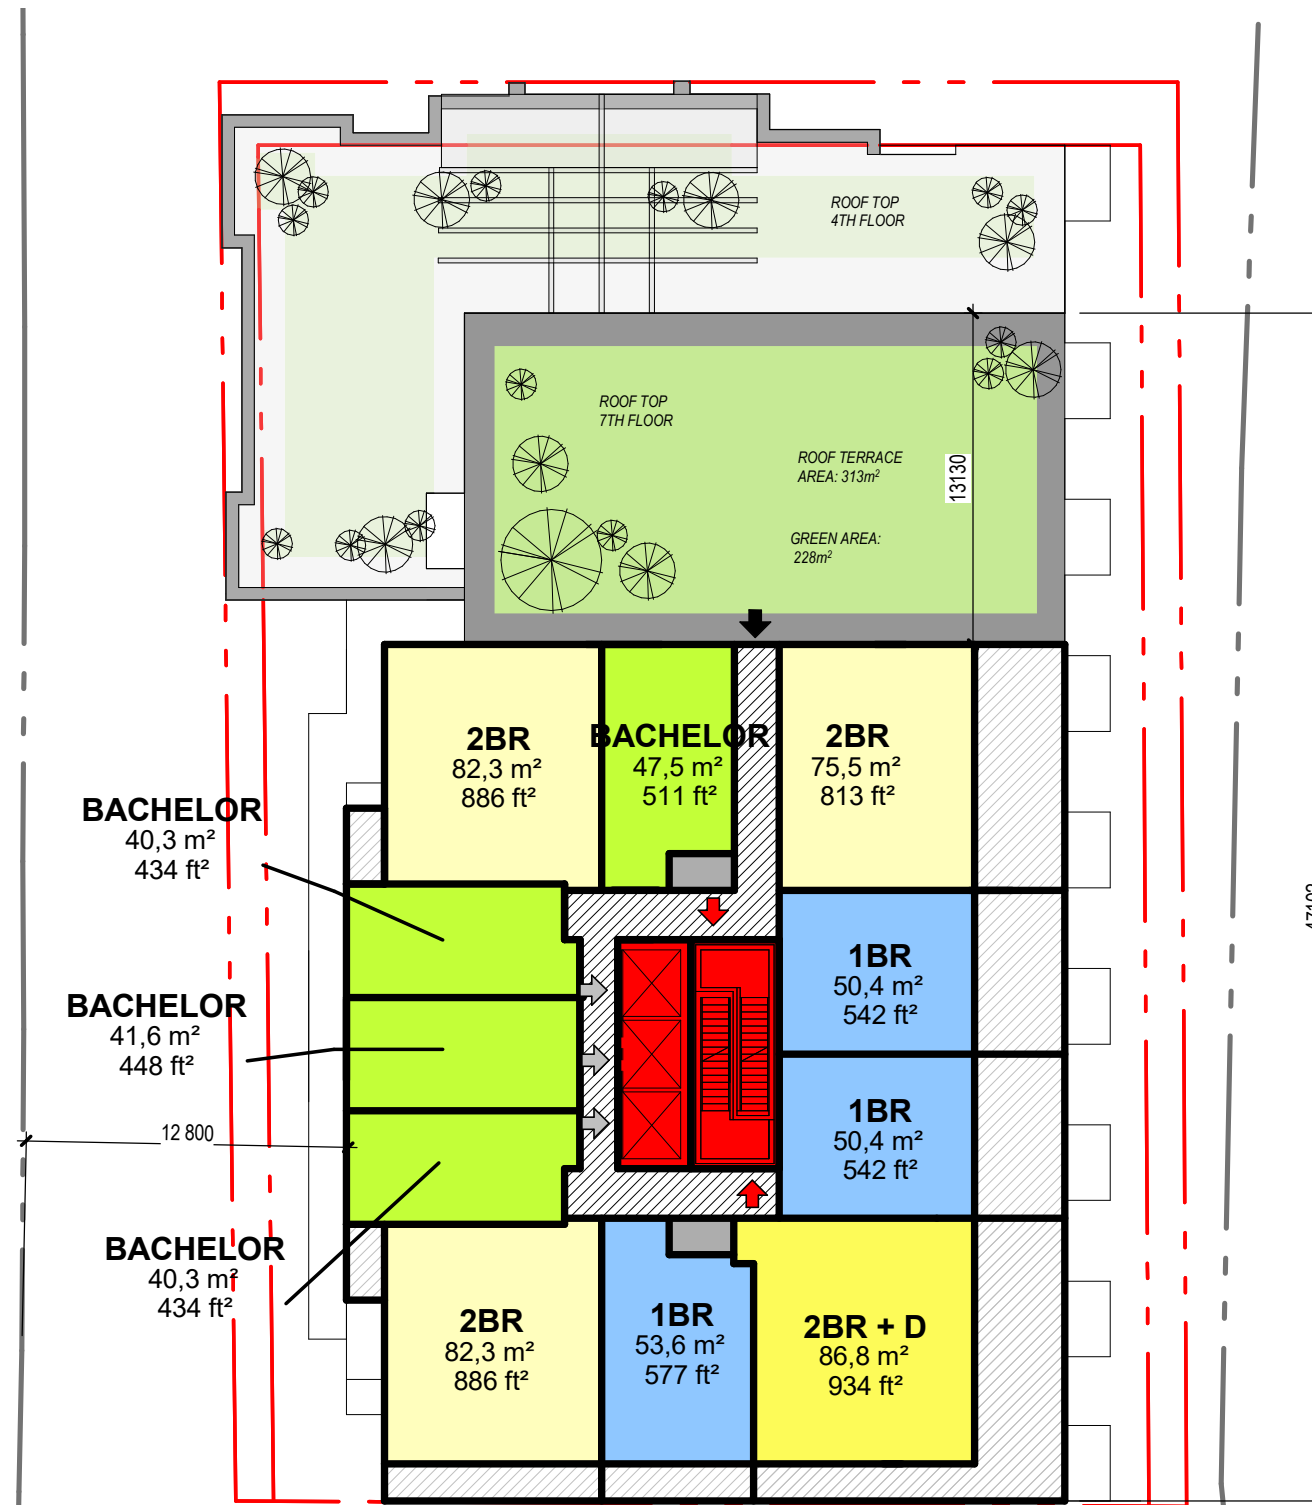 ROOF TOP
4TH FLOOR
ROOF TOP
7TH FLOOR
ROOF TERRACE
AREA: 313m²
13130
GREEN AREA:
228m²
2BR
82,3 m²
886 ft²
BACHELOR
47,5 m²
511 ft²
2BR
75,5 m²
813 ft²
BACHELOR
40,3 m²
434 ft²
1BR
50,4 m²
542 ft²
BACHELOR
41,6 m²
448 ft²
1BR
50,4 m²
542 ft²
12 800
BACHELOR
40,3 m²
434 ft²
2BR
82,3 m²
886 ft²
1BR
53,6 m²
577 ft²
2BR + D
86,8 m²
934 ft²